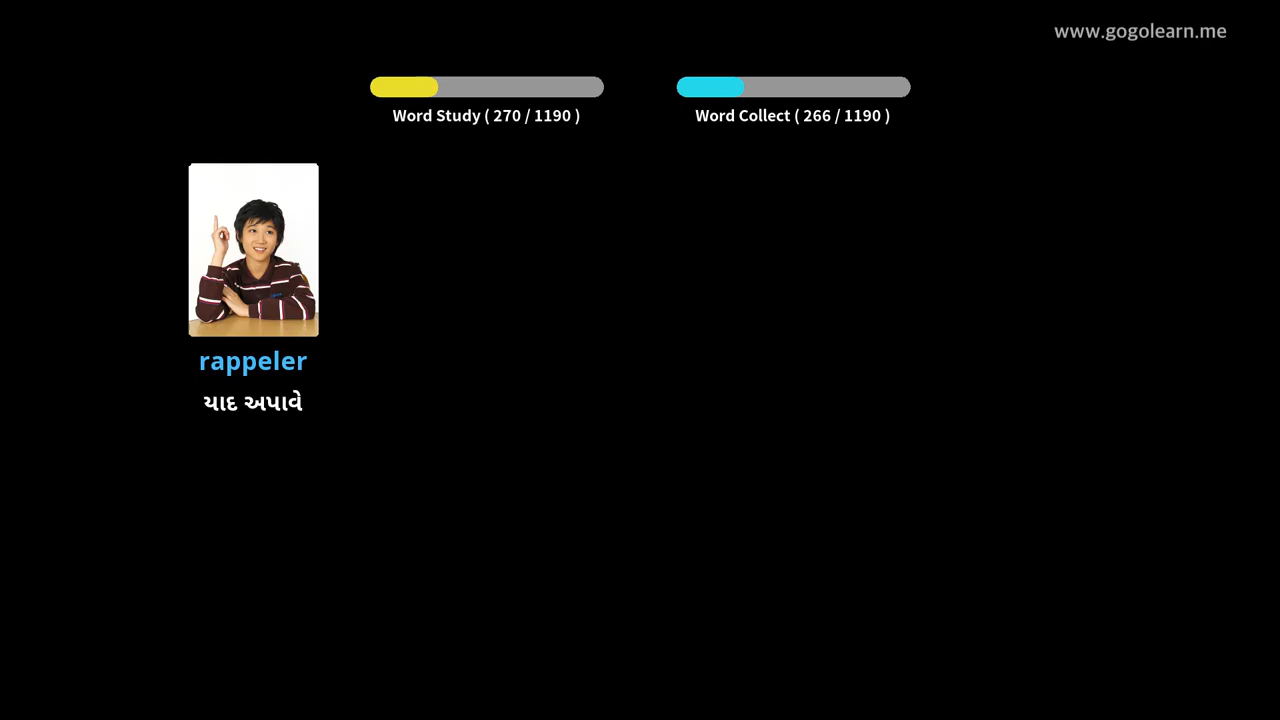 www.gogolearn.me
Word Study ( 270 / 1190 )
Word Collect ( 266 / 1190 )
rappeler
યાદ અપાવે